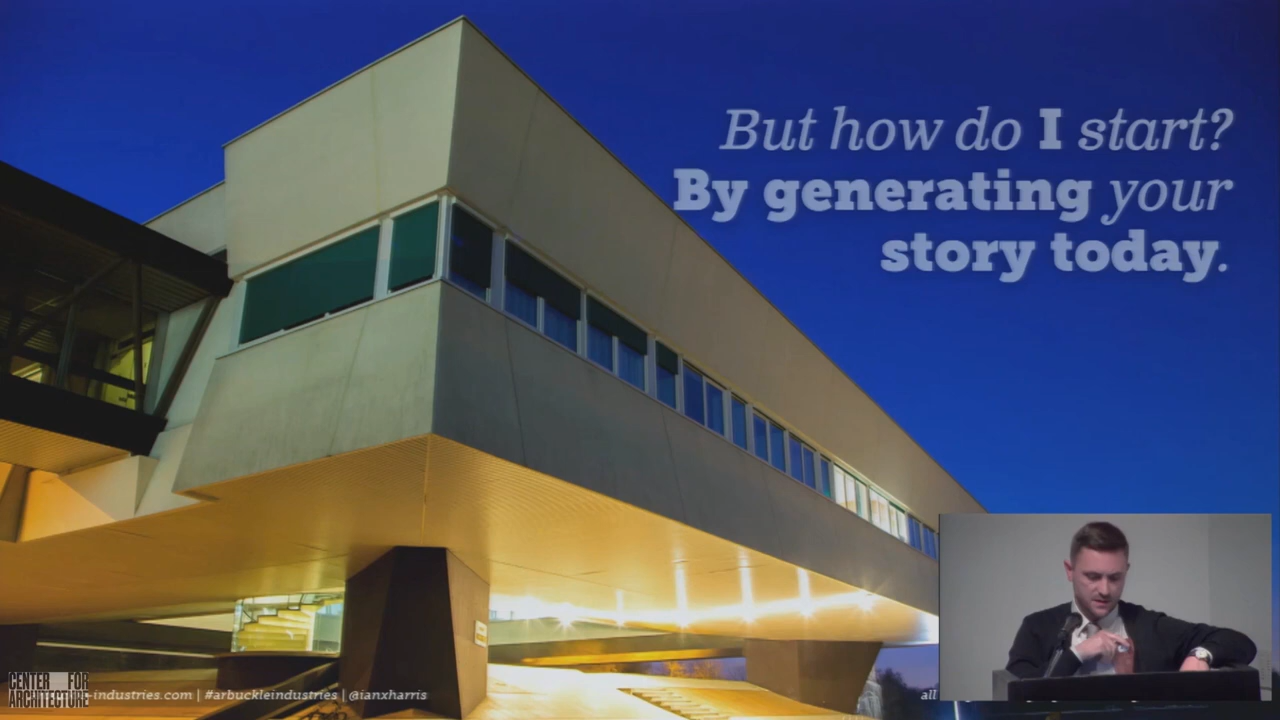 But how do I start?
By generating your
story today.
CENTER FOR
ARCHITECTURE
-industries.com | #arbuckleindustries | @ianxharris
all